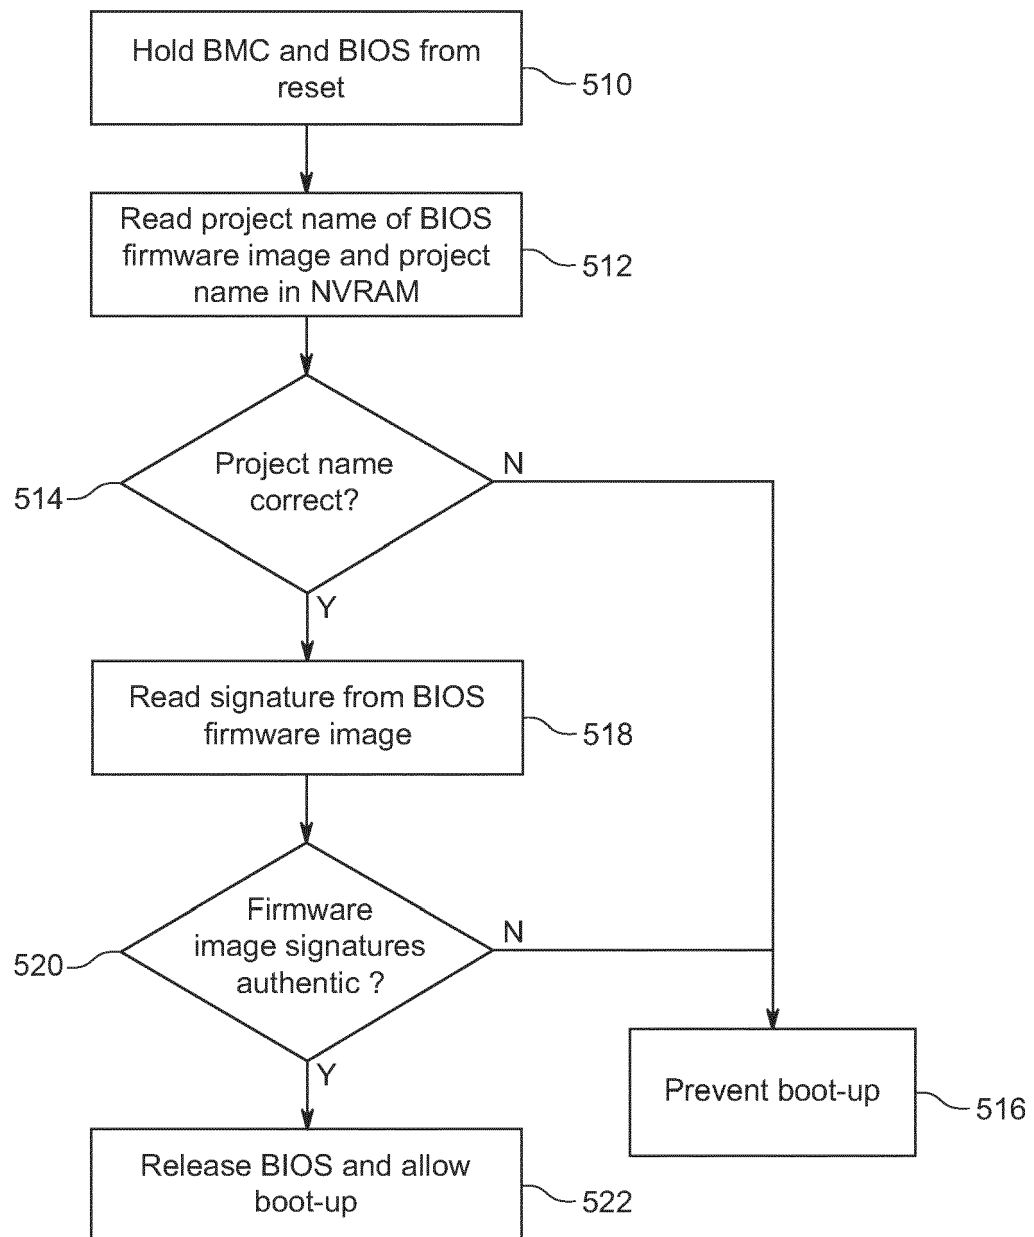 Hold BMC and BIOS from
reset
510
Read project name of BIOS
firmware image and project
name in NVRAM
512
Project name
correct?
N
514
Y
Read signature from BIOS
firmware image
518
Firmware
image signatures
authentic ?
N
520
Y
Prevent boot-up
516
Release BIOS and allow
boot-up
522